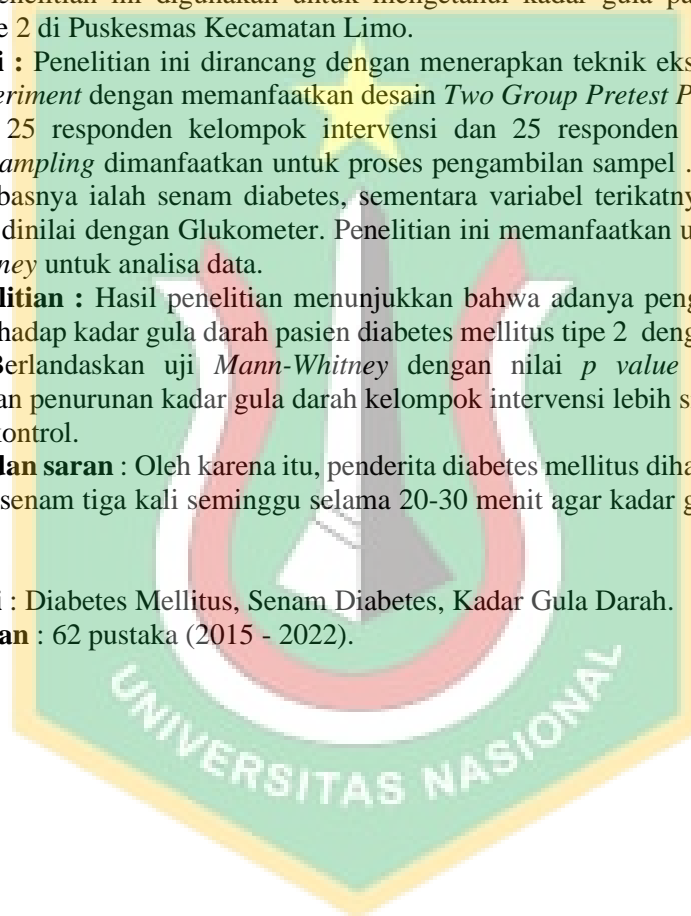 enelitian ini digunakan untuk mengetahui kadar gula pa
e 2 di Puskesmas Kecamatan Limo.
i : Penelitian ini dirancang dengan menerapkan teknik eks
eriment dengan memanfaatkan desain Two Group Pretest P
25 responden kelompok intervensi dan 25 responden
ampling dimanfaatkan untuk proses pengambilan sampel .
basnya ialah senam diabetes, sementara variabel terikatny
dinilai dengan Glukometer. Penelitian ini memanfaatkan u
ney untuk analisa data.
litian : Hasil penelitian menunjukkan bahwa adanya peng
hadap kadar gula darah pasien diabetes mellitus tipe 2 deng
Berlandaskan uji Mann-Whitney dengan nilai p value
an penurunan kadar gula darah kelompok intervensi lebih s
kontrol.
dan saran : Oleh karena itu, penderita diabetes mellitus diha
senam tiga kali seminggu selama 20-30 menit agar kadar g
i : Diabetes Mellitus, Senam Diabetes, Kadar Gula Darah.
an : 62 pustaka (2015 - 2022).
UNIVERSITAS NASIONAL